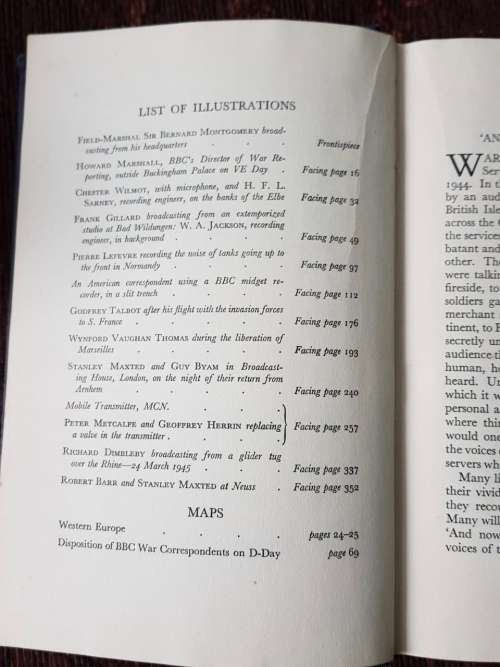 LIST OF ILLUSTRATIONS
FIELD-MARSHAL SIR BERNARD MONTGOMERY broad-
casting from his headquarters . . . Frontispiece
HOWARD MARSHALL, BBC's Director of War Re-
porting, outside Buckingham Palace on VE Day . Facing page 16
CHESTER WILMOT, with microphone, and H. F. L.
SARNEY, recording engineer, on the banks of the Elbe Facing page 32
FRANK GILLARD broadcasting from an extemporized
studio at Bad Wildungen: W. A. JACKSON, recording
engineer, in background . . . . Facing page 49
PIERRE LEFEVRE recording the noise of tanks going up to
the front in Normandy . . . . Facing page 97
An American correspondent using a BBC midget re-
corder, in a slit trench . . . . Facing page 112
GODFREY TALBOT after his flight with the invasion forces
to S. France . . . . . Facing page 176
WYNFORD VAUGHAN THOMAS during the liberation of
Marseilles . . . . . Facing page 193
STANLEY MAXTED and GUY BYAM in Broadcast-
ing House, London, on the night of their return from
Arnhem . . . . . Facing page 240
Mobile Transmitter, MCN. . . .
PETER METCALFE and GEOFFREY HERRIN replacing Facing page 257
a valve in the transmitter . . . .
RICHARD DIMBLEBY broadcasting from a glider tug
over the Rhine—24 March 1945 . . . Facing page 337
ROBERT BARR and STANLEY MAXTED at Neuss . Facing page 352
MAPS
Western Europe . . . . pages 24-25
Disposition of BBC War Correspondents on D-Day page 69
'AN
WAR
Serv
1944. In th
by an aud
British Isle
across the
the services
batant and
other. The
were talkin
fireside, to
soldiers ga
merchant
tinent, to E
secretly un
audience th
human, he
heard. Us
which it w
personal a
where thin
would one
the voices o
servers wh
Many li
their vivid
they recou
Many will
'And now
voices of t